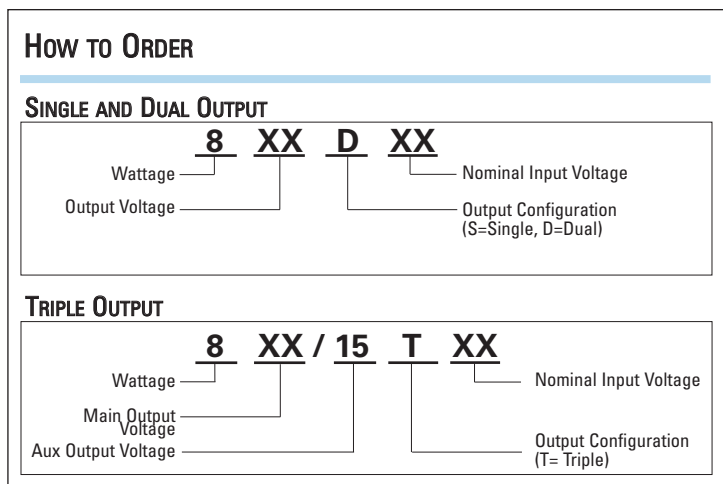 HOW TO ORDER
SINGLE AND DUAL OUTPUT
8 XX D XX
Wattage
Nominal Input Voltage
Output Voltage
Output Configuration
(S=Single, D=Dual)
TRIPLE OUTPUT
8 XX / 15 T XX
Wattage
Nominal Input Voltage
Main Output
Voltage
Aux Output Voltage
Output Configuration
(T= Triple)